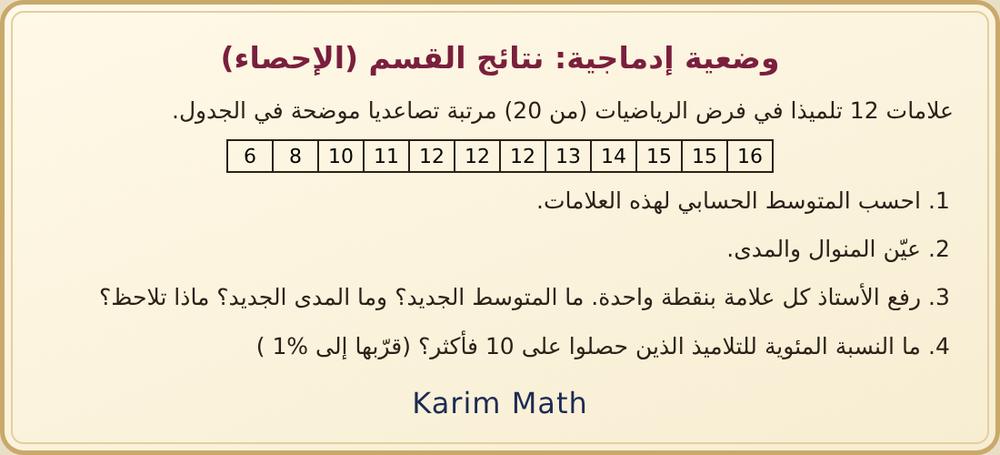 وضعية إدماجية: نتائج القسم (الإحصاء)
علامات 12 تلميذا في فرض الرياضيات (من 20) مرتبة تصاعديا موضحة في الجدول.
6 8 10 11 12 12 12 13 14 15 15 16
1. احسب المتوسط الحسابي لهذه العلامات.
2. عيّن المنوال والمدى.
3. رفع الأستاذ كل علامة بنقطة واحدة. ما المتوسط الجديد؟ وما المدى الجديد؟ ماذا تلاحظ؟
4. ما النسبة المئوية للتلاميذ الذين حصلوا على 10 فأكثر؟ (قرّبها إلى 1% )
Karim Math